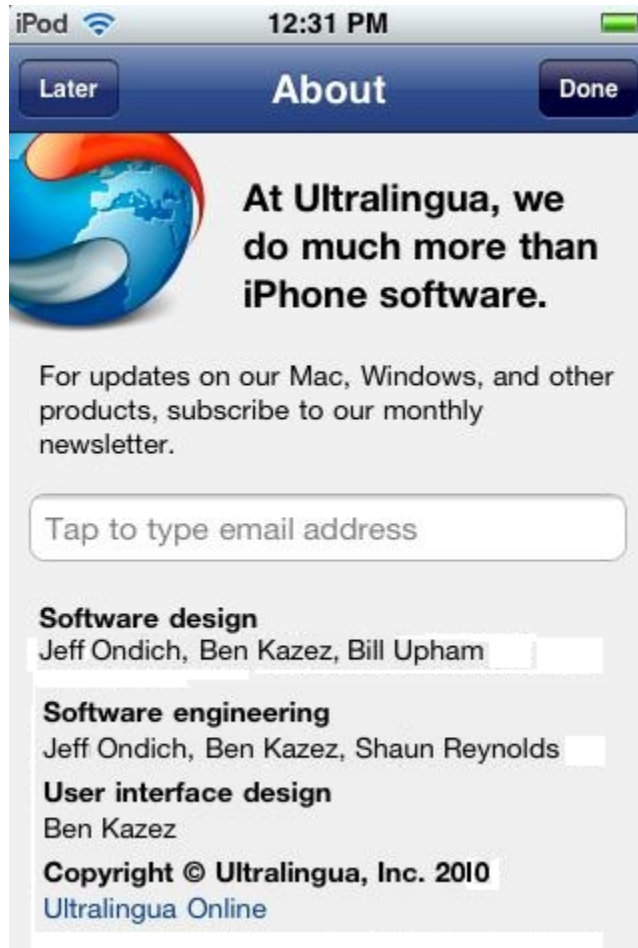 iPod 12:31 PM
Later About Done
At Ultralingua, we
do much more than
iPhone software.
For updates on our Mac, Windows, and other
products, subscribe to our monthly
newsletter.
Tap to type email address
Software design
Jeff Ondich, Ben Kazez, Bill Upham
Software engineering
Jeff Ondich, Ben Kazez, Shaun Reynolds
User interface design
Ben Kazez
Copyright © Ultralingua, Inc. 2010
Ultralingua Online